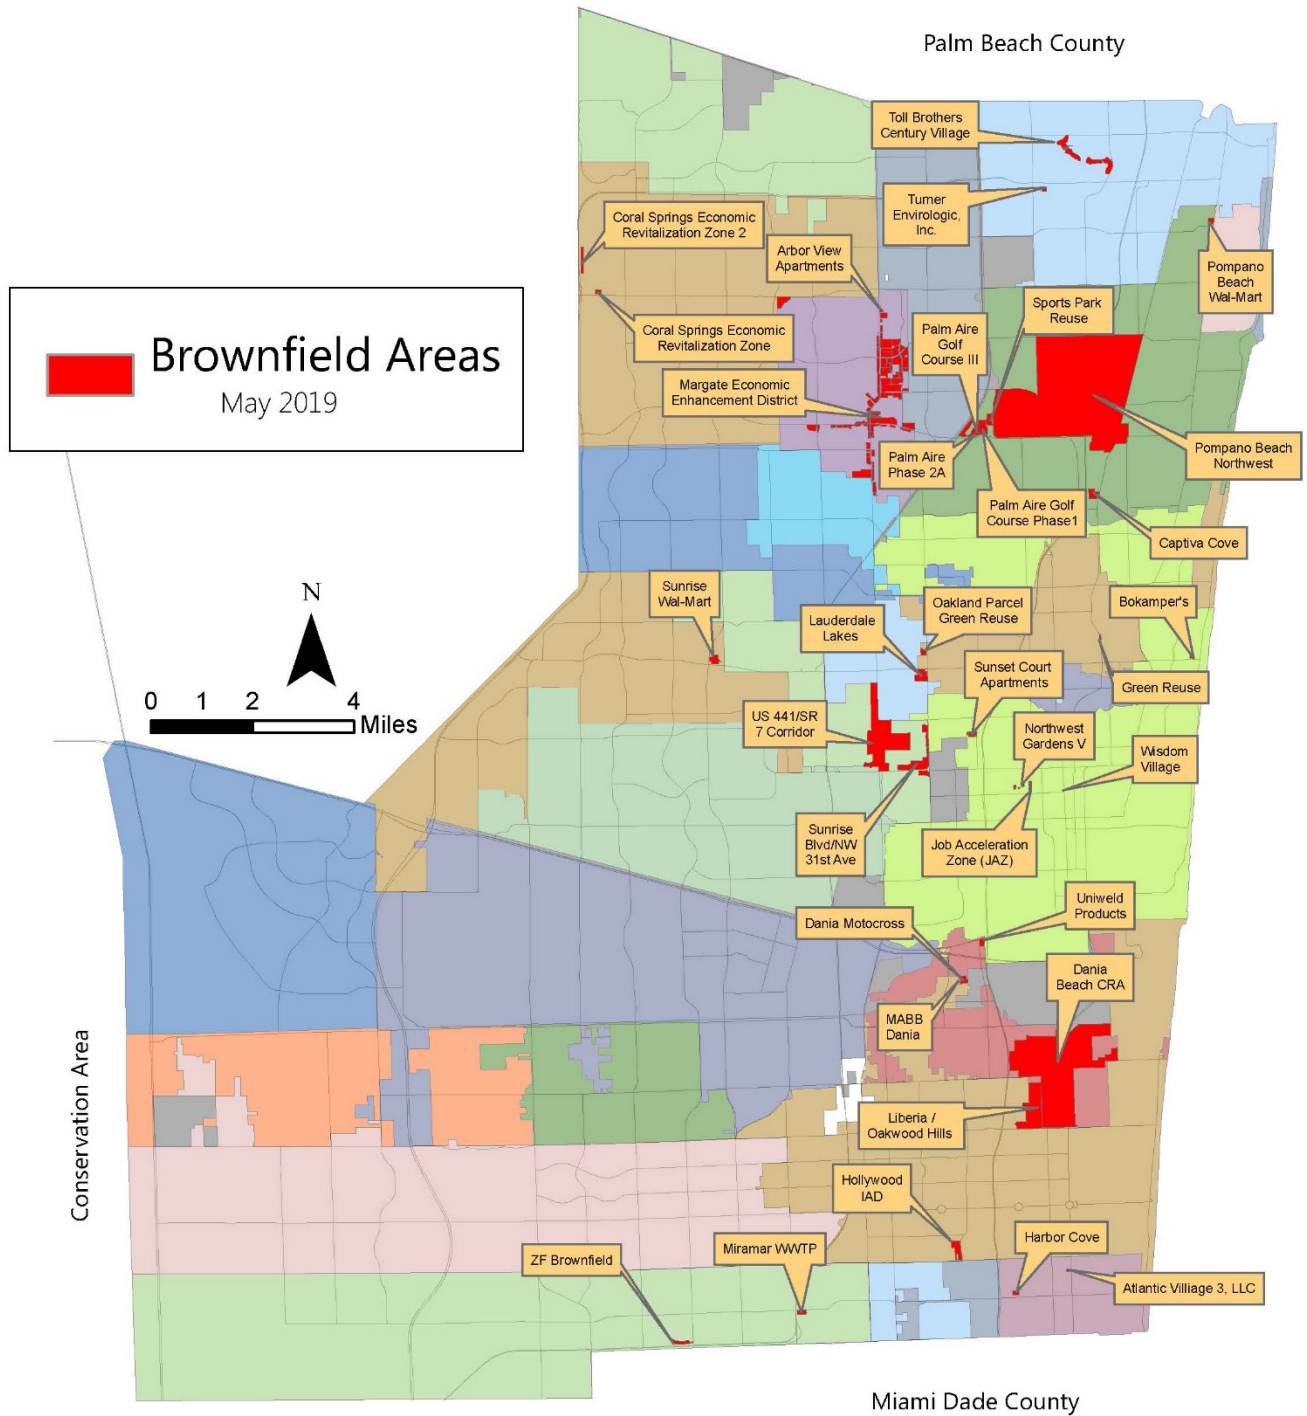 Palm Beach County
Toll Brothers
Century Village
Turner
Envirologic,
Inc.
Coral Springs Economic
Revitalization Zone 2
Arbor View
Apartments
Pompano
Beach
Wal-Mart
Sports Park
Reuse
Coral Springs Economic
Revitalization Zone
Palm Aire
Golf
Course III
Brownfield Areas
May 2019
Margate Economic
Enhancement District
Pompano Beach
Northwest
Palm Aire
Phase 2A
Palm Aire Golf
Course Phase1
Captiva Cove
N
0 1 2 4
Miles
Sunrise
Wal-Mart
Lauderdale
Lakes
Oakland Parcel
Green Reuse
Bokamper's
Sunset Court
Apartments
Green Reuse
US 441/SR
7 Corridor
Northwest
Gardens V
Wisdom
Village
Sunrise
Blvd/NW
31st Ave
Job Acceleration
Zone (JAZ)
Uniweld
Products
Dania Motocross
Dania
Beach CRA
MABB
Dania
Conservation Area
Liberia /
Oakwood Hills
Hollywood
IAD
ZF Brownfield
Miramar WWTP
Harbor Cove
Atlantic Villiage 3, LLC
Miami Dade County